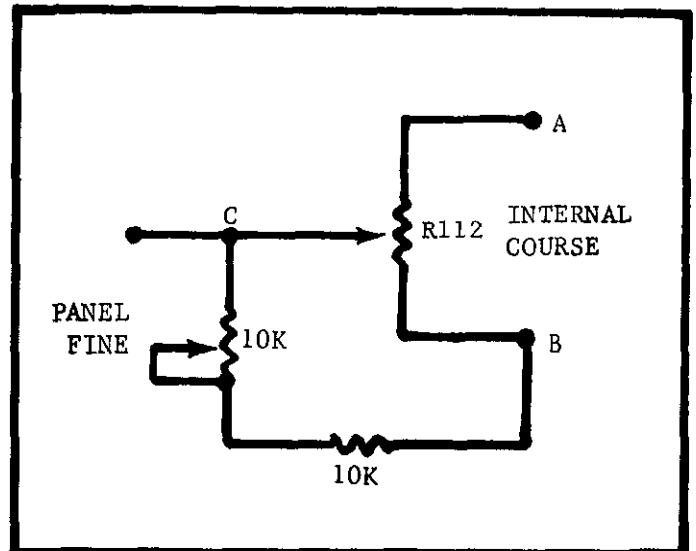 A
C
R112
INTERNAL
COURSE
PANEL
FINE
10K
B
10K